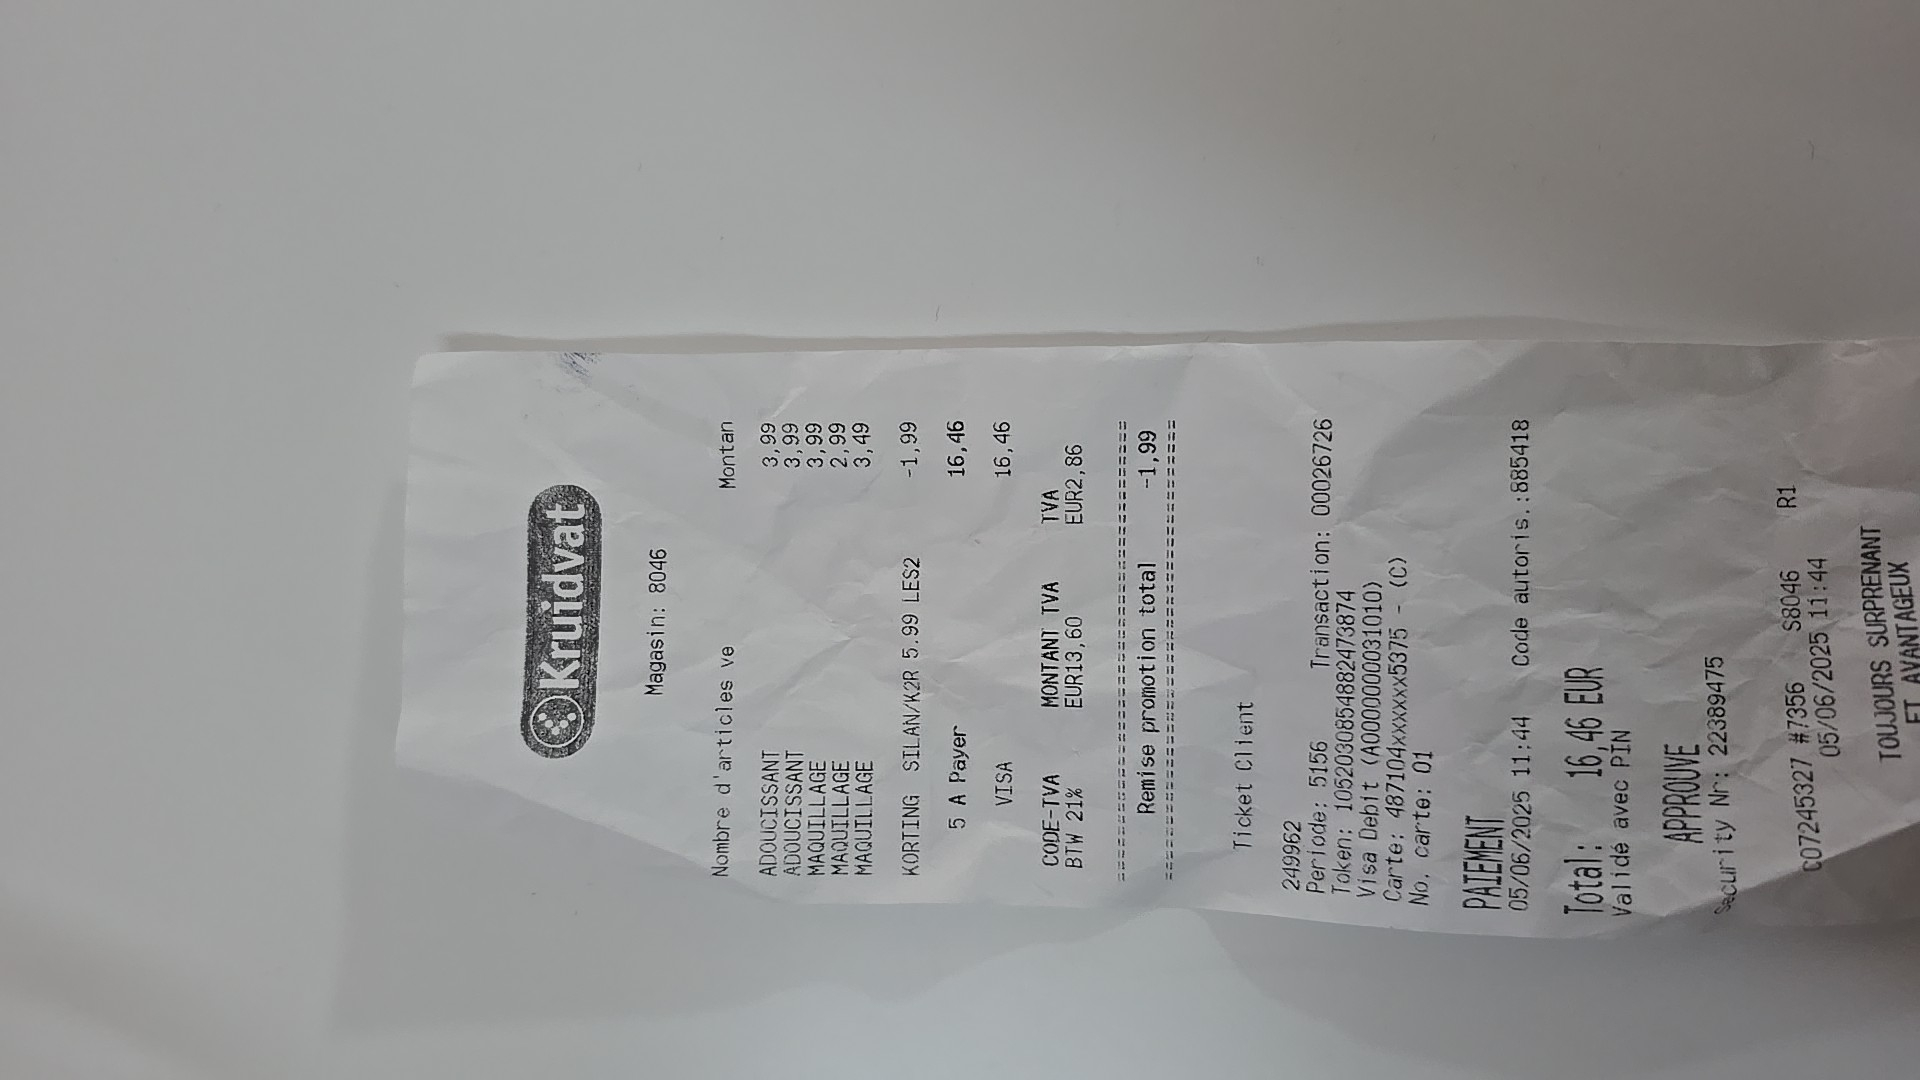 Kruidvat
Magasin: 8046
Nombre d'articles ve Montan
ADOUCISSANT 3,99
ADOUCISSANT 3,99
MAQUILLAGE 3,99
MAQUILLAGE 2,99
MAQUILLAGE 3,49
KORTING SILAN/K2R 5.99 LES2 -1,99
5 A Payer 16,46
VISA 16,46
CODE-TVA MONTANT TVA TVA
BTW 21% EUR13,60 EUR2,86
Remise promotion total -1,99
Ticket Client
249962
Periode: 5156 Transaction: 00026726
Token: 1052030854882473874
Visa Debit (A0000000031010)
Carte: 487104xxxxxx5375 - (C)
No. carte: 01
PAIEMENT
05/06/2025 11:44 Code autoris.:885418
Total: 16,46 EUR
Validé avec PIN
APPROUVE
Security Nr: 22389475
C07245327 #7356 S8046 R1
05/06/2025 11:44
TOUJOURS SURPRENANT
ET AVANTAGEUX